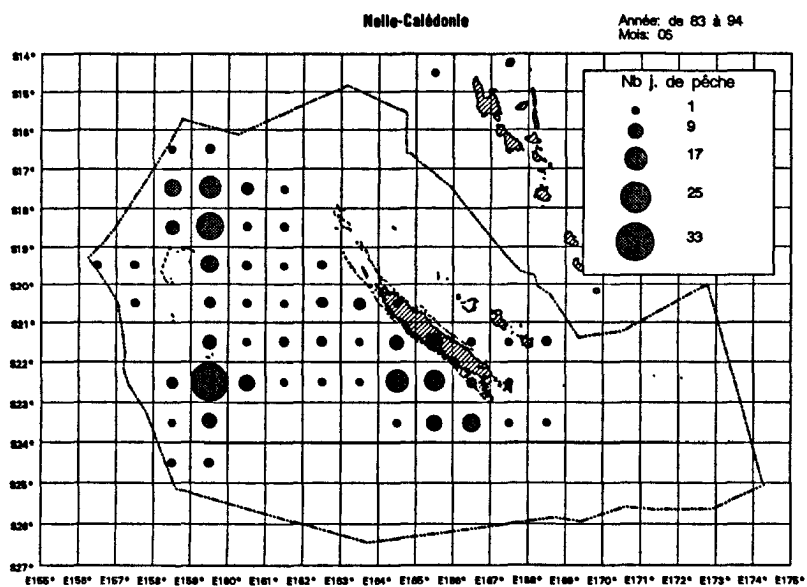 Nelle-Calédonie
Année: de 83 à 94
Mois: 05
Nb j. de pêche
1
9
17
25
33
S14°
S15°
S16°
S17°
S18°
S19°
S20°
S21°
S22°
S23°
S24°
S25°
S26°
S27°
E155° E156° E157° E158° E159° E160° E161° E162° E163° E164° E165° E166° E167° E168° E169° E170° E171° E172° E173° E174° E175°